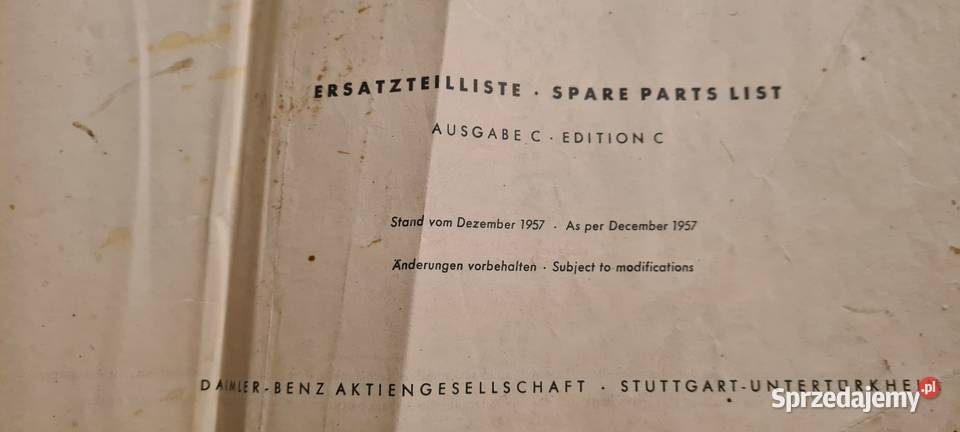 ERSATZTEILLISTE · SPARE PARTS LIST
AUSGABE C · EDITION C
Stand vom Dezember 1957 · As per December 1957
Änderungen vorbehalten · Subject to modifications
DAIMLER-BENZ AKTIENGESELLSCHAFT · STUTTGART-UNTERTÜRKHEI
Sprzedajemy.pl